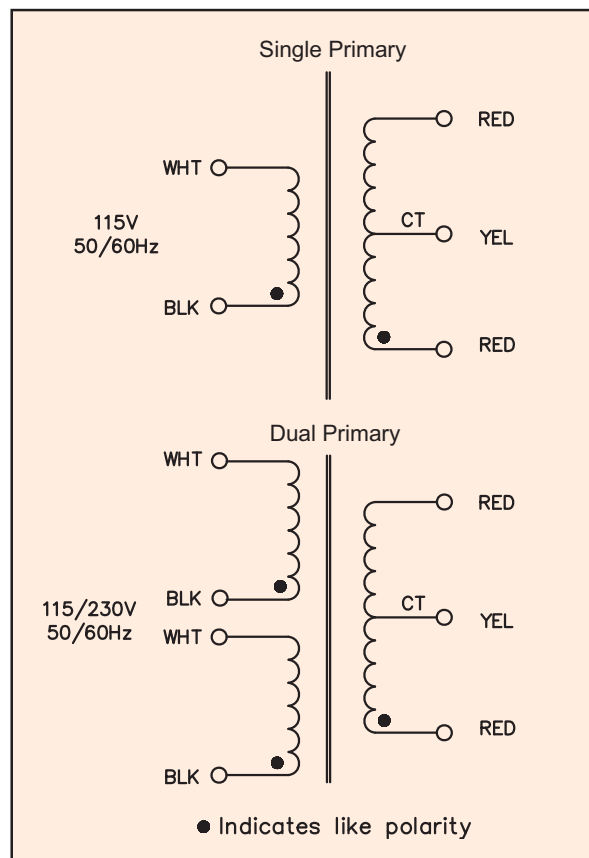 Single Primary
RED
WHT
115V
50/60Hz
CT
YEL
BLK
RED
Dual Primary
WHT
RED
BLK
115/230V
50/60Hz
WHT
CT
YEL
RED
BLK
Indicates like polarity